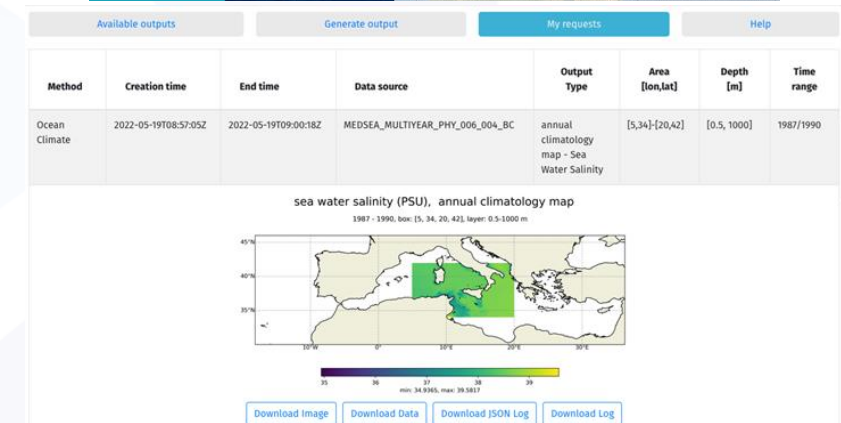 Available outputs
Generate output
My requests
Help
Method Creation time End time Data source Output Type Area [lon,lat] Depth [m] Time range
Ocean Climate 2022-05-19T08:57:05Z 2022-05-19T09:00:18Z MEDSEA_MULTIYEAR_PHY_006_004_BC annual climatology map - Sea Water Salinity [5,34]-[20,42] [0.5, 1000] 1987/1990
sea water salinity (PSU), annual climatology map
1987 - 1990, box: [5, 34, 20, 42], layer: 0.5-1000 m
45°N
40°N
35°N
10°W 0° 10°E 20°E 30°E
35 36 37 38 39
min: 34.9365, max: 39.5817
Download Image
Download Data
Download JSON Log
Download Log